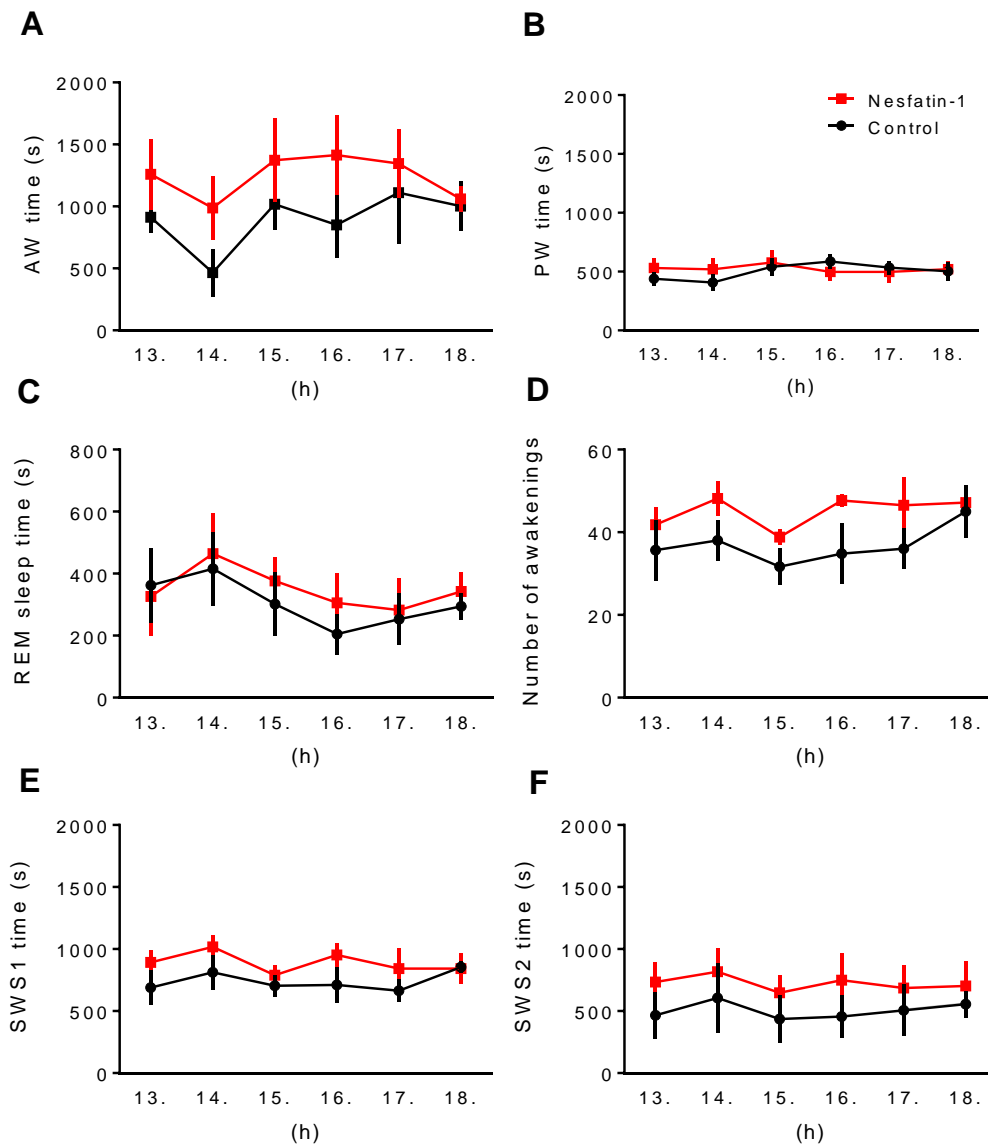 A
AW time (s)
2000
1500
1000
500
0
13. 14. 15. 16. 17. 18.
(h)
B
PW time (s)
2000
1500
1000
500
0
Nesfatin-1
Control
13. 14. 15. 16. 17. 18.
(h)
C
REM sleep time (s)
800
600
400
200
0
13. 14. 15. 16. 17. 18.
(h)
D
Number of awakenings
60
40
20
0
13. 14. 15. 16. 17. 18.
(h)
E
SWS1 time (s)
2000
1500
1000
500
0
13. 14. 15. 16. 17. 18.
(h)
F
SWS2 time (s)
2000
1500
1000
500
0
13. 14. 15. 16. 17. 18.
(h)